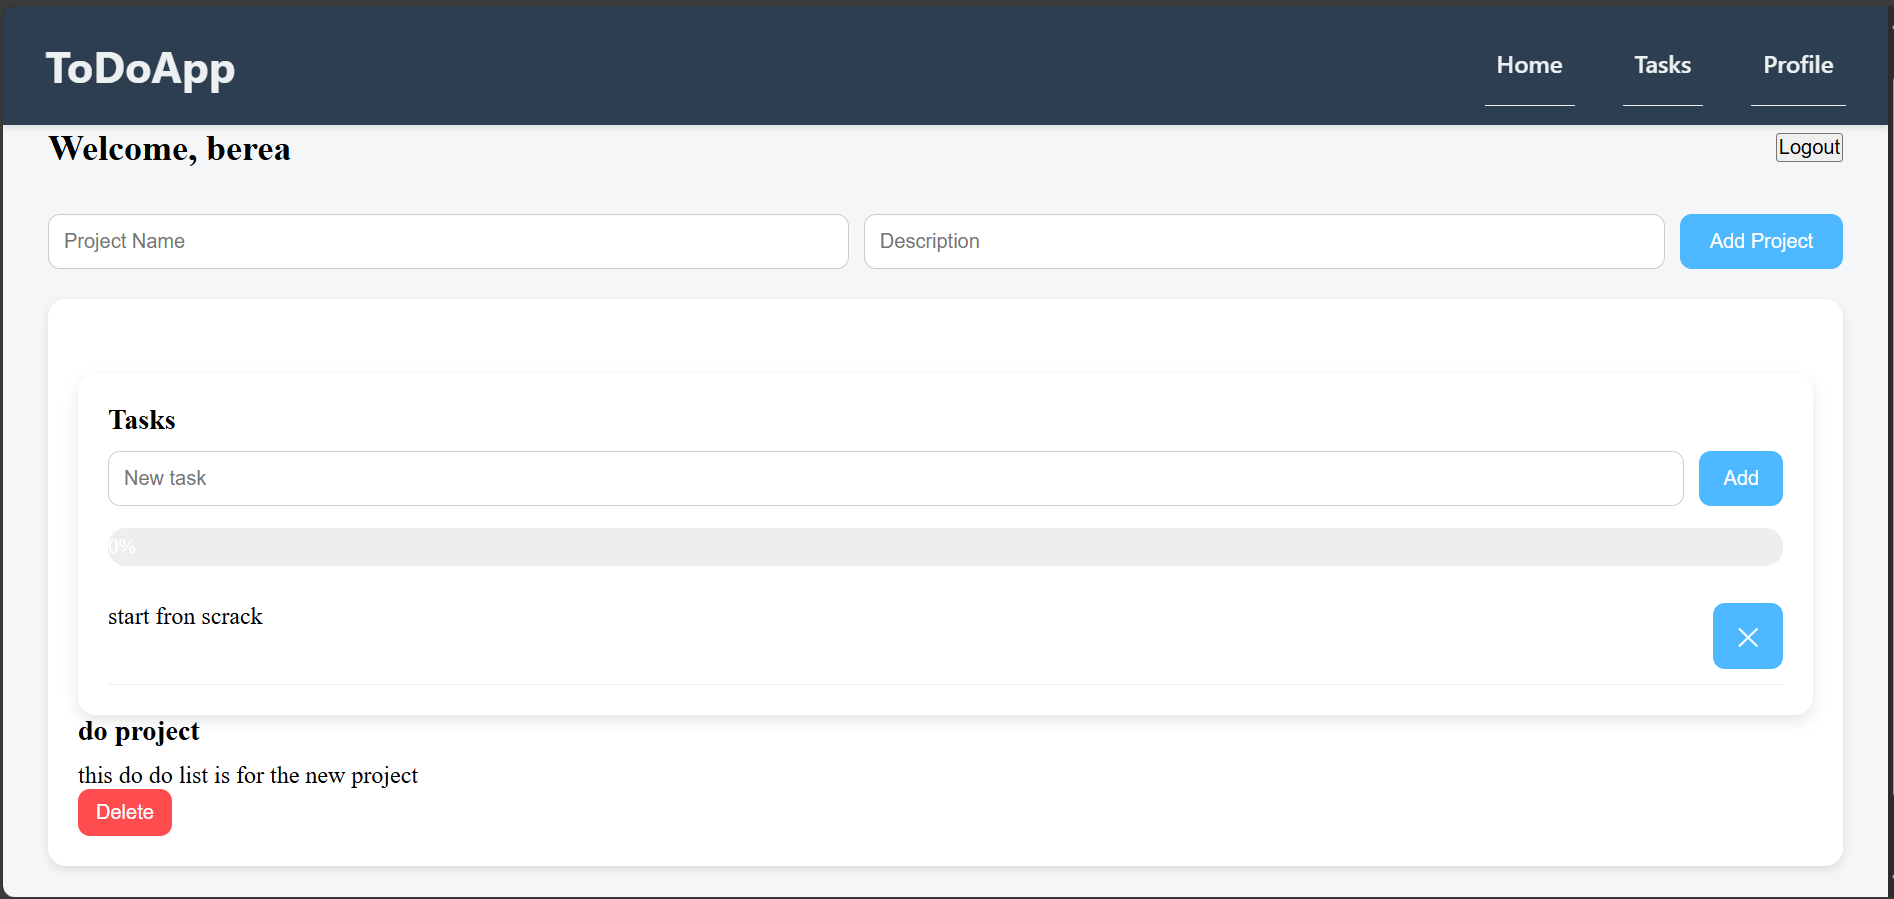 ToDoApp
Home Tasks Profile
Welcome, berea
Logout
Project Name
Description
Add Project
Tasks
New task
Add
0%
start fron scrack
do project
this do do list is for the new project
Delete